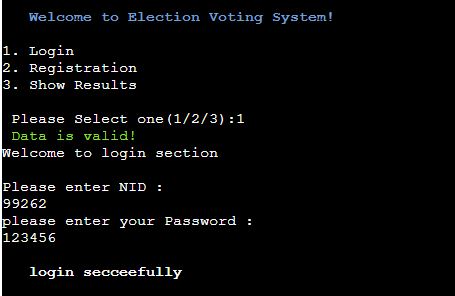 Welcome to Election Voting System!
1. Login
2. Registration
3. Show Results
Please Select one(1/2/3):1
Data is valid!
Welcome to login section
Please enter NID :
99262
please enter your Password :
123456
login secceefully